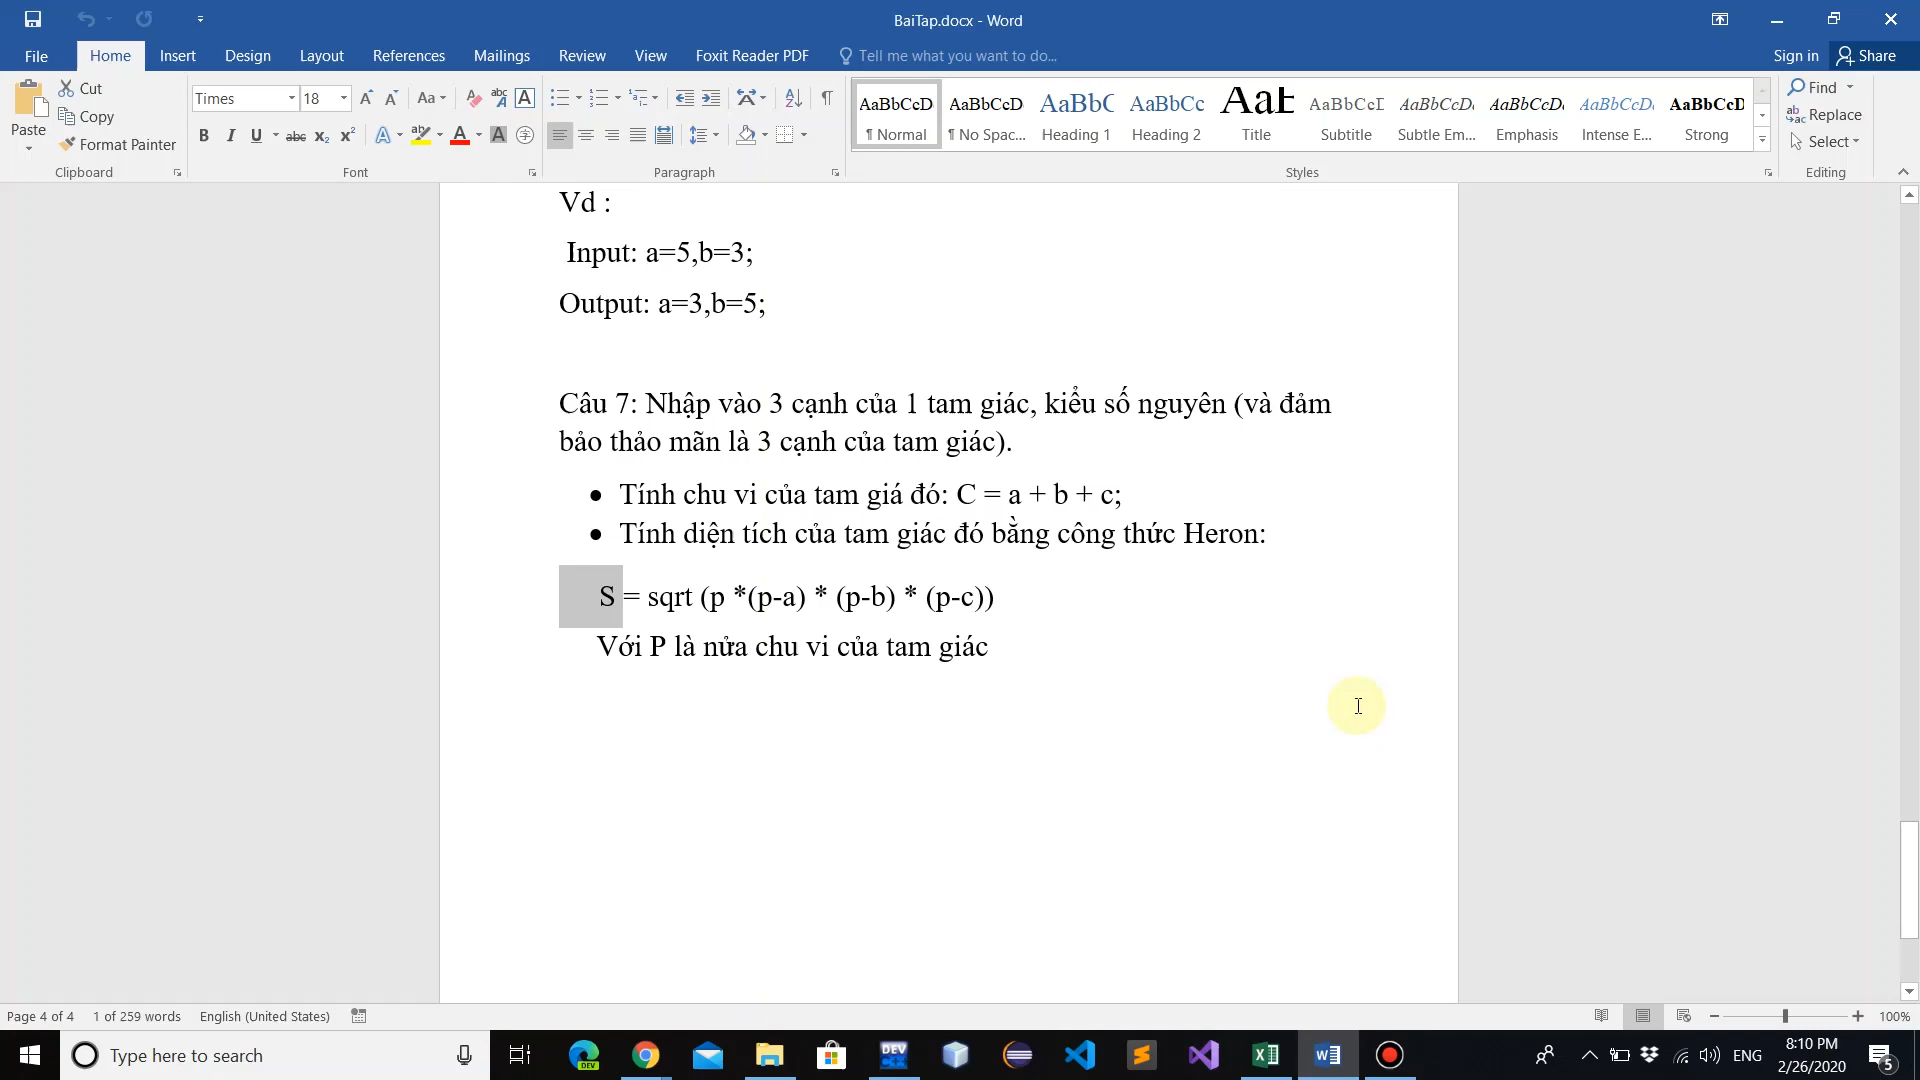 BaiTap.docx - Word
File Home Insert Design Layout References Mailings Review View Foxit Reader PDF Tell me what you want to do... Sign in Share
Paste Cut Copy Format Painter Clipboard
Times 18 Font
Paragraph
AaBbCcD AaBbCcD AaBbC AaBbCc AaB AaBbCcD AaBbCcD AaBbCcD AaBbCcD AaBbCcD
¶ Normal ¶ No Spac... Heading 1 Heading 2 Title Subtitle Subtle Em... Emphasis Intense E... Strong
Styles
Find Replace Select Editing
Vd :
Input: a=5,b=3;
Output: a=3,b=5;
Câu 7: Nhập vào 3 cạnh của 1 tam giác, kiểu số nguyên (và đảm
bảo thảo mãn là 3 cạnh của tam giác).
• Tính chu vi của tam giá đó: C = a + b + c;
• Tính diện tích của tam giác đó bằng công thức Heron:
S = sqrt (p *(p-a) * (p-b) * (p-c))
Với P là nửa chu vi của tam giác
Page 4 of 4 1 of 259 words English (United States) 100%
Type here to search
ENG
8:10 PM
2/26/2020
5